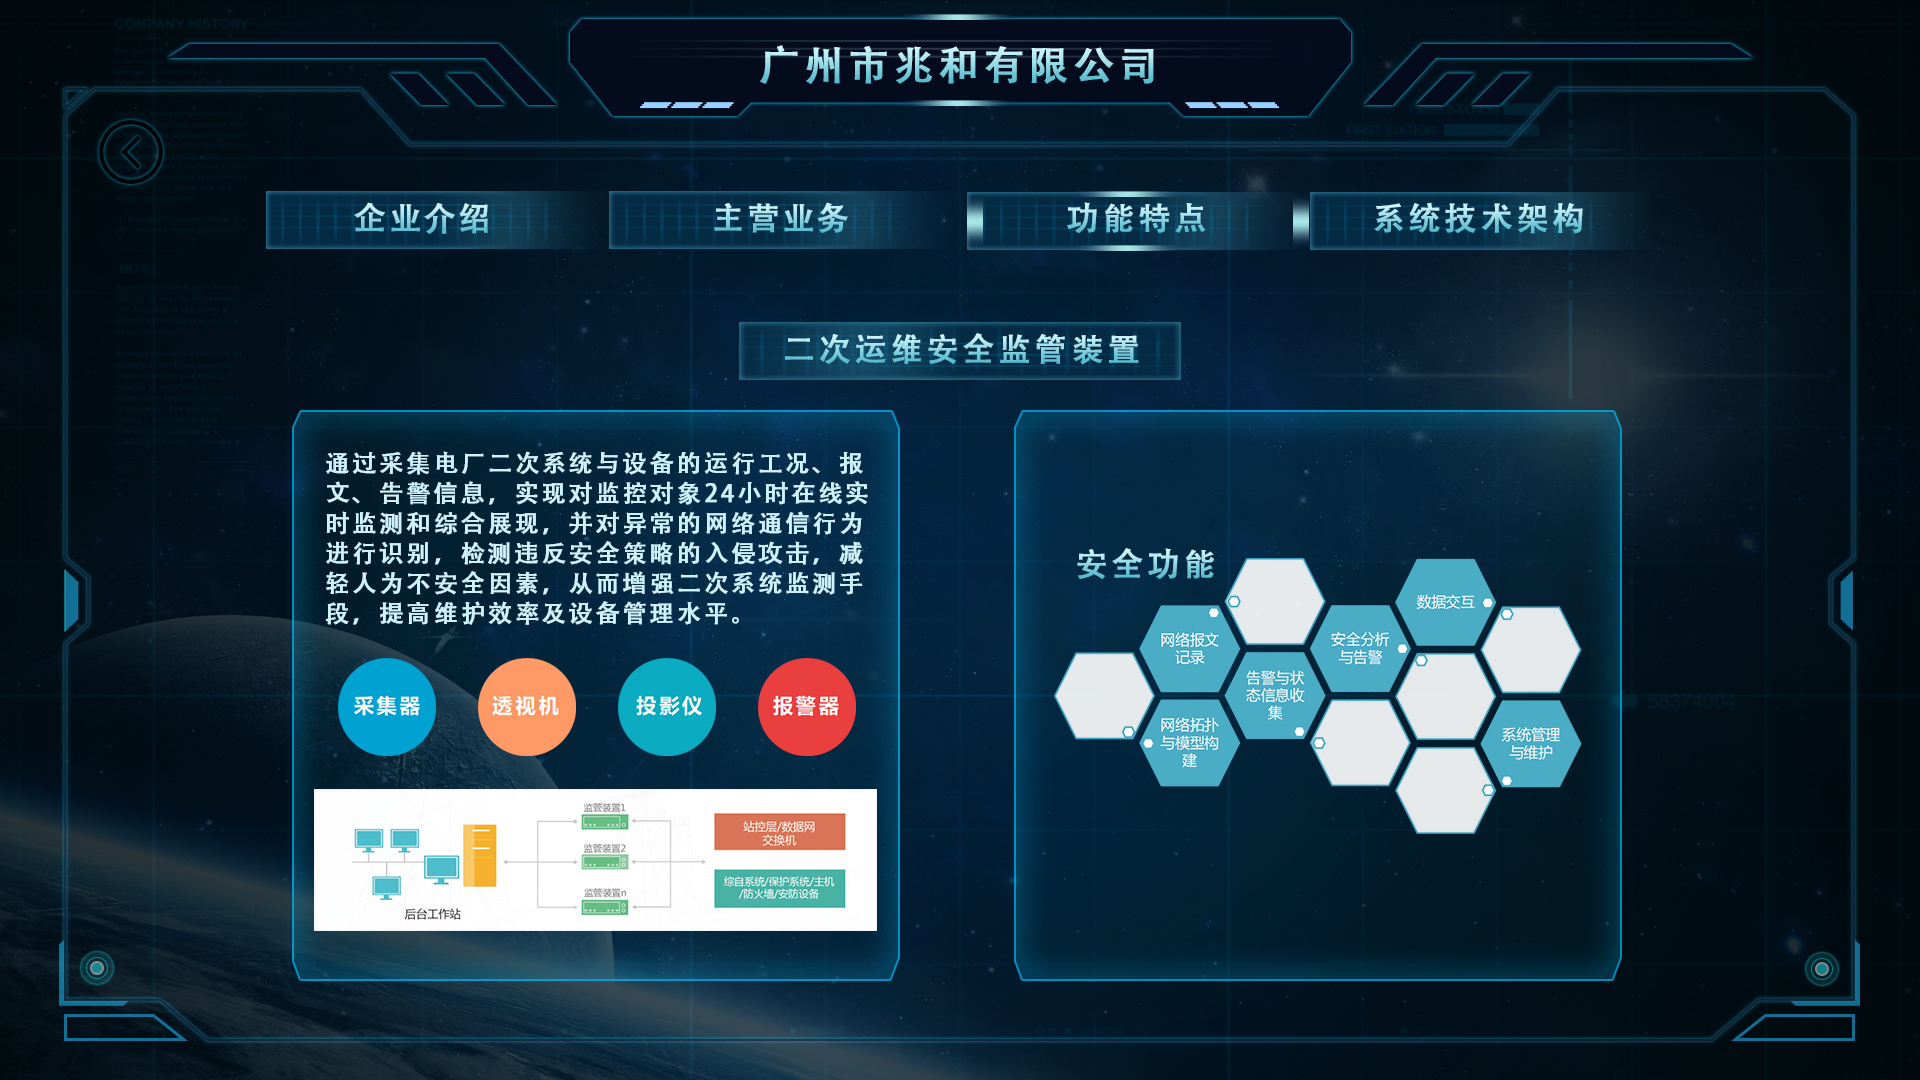 COMPANY HISTORY
广州市兆和有限公司
FIRST STATION
企业介绍
主营业务
功能特点
系统技术架构
HO-62
二次运维安全监管装置
通过采集电厂二次系统与设备的运行工况、报
文、告警信息，实现对监控对象24小时在线实
时监测和综合展现，并对异常的网络通信行为
进行识别，检测违反安全策略的入侵攻击，减
轻人为不安全因素，从而增强二次系统监测手
段，提高维护效率及设备管理水平。
采集器
透视机
投影仪
报警器
监管装置1
监管装置2
监管装置n
后台工作站
站控层/数据网
交换机
综自系统/保护系统/主机
/防火墙/安防设备
安全功能
网络报文
记录
网络拓扑
与模型构
建
告警与状
态信息收
集
安全分析
与告警
数据交互
系统管理
与维护
58374004